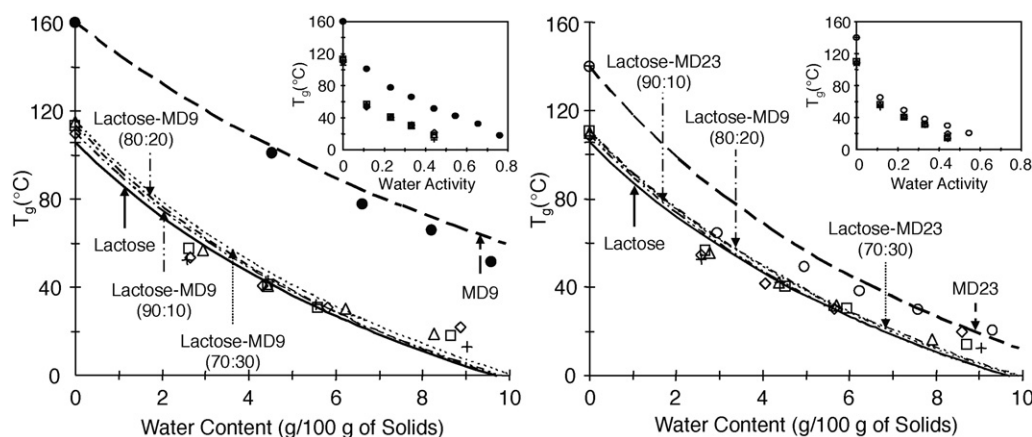 160
120
80
40
0
Tg(°C)
0
2
4
6
8
10
Water Content (g/100 g of Solids)
Lactose-MD9
(80:20)
Lactose
Lactose-MD9
(90:10)
Lactose-MD9
(70:30)
MD9
160
120
80
40
0
Tg(°C)
0
0.2
0.4
0.6
0.8
Water Activity
160
120
80
40
0
Tg(°C)
0
2
4
6
8
10
Water Content (g/100 g of Solids)
Lactose-MD23
(90:10)
Lactose-MD9
(80:20)
Lactose
Lactose-MD23
(70:30)
MD23
160
120
80
40
0
Tg(°C)
0
0.2
0.4
0.6
0.8
Water Activity